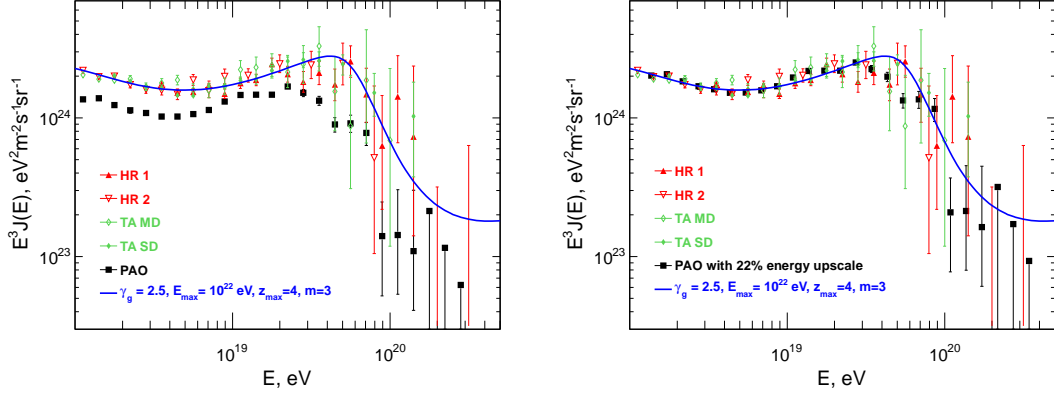 E³J(E), eV²m⁻²s⁻¹sr⁻¹
10²⁴
10²³
HR 1
HR 2
TA MD
TA SD
PAO
γg = 2.5, Emax= 10²² eV, zmax=4, m=3
10¹⁹
10²⁰
E, eV
E³J(E), eV²m⁻²s⁻¹sr⁻¹
10²⁴
10²³
HR 1
HR 2
TA MD
TA SD
PAO with 22% energy upscale
γg = 2.5, Emax= 10²² eV, zmax=4, m=3
10¹⁹
10²⁰
E, eV